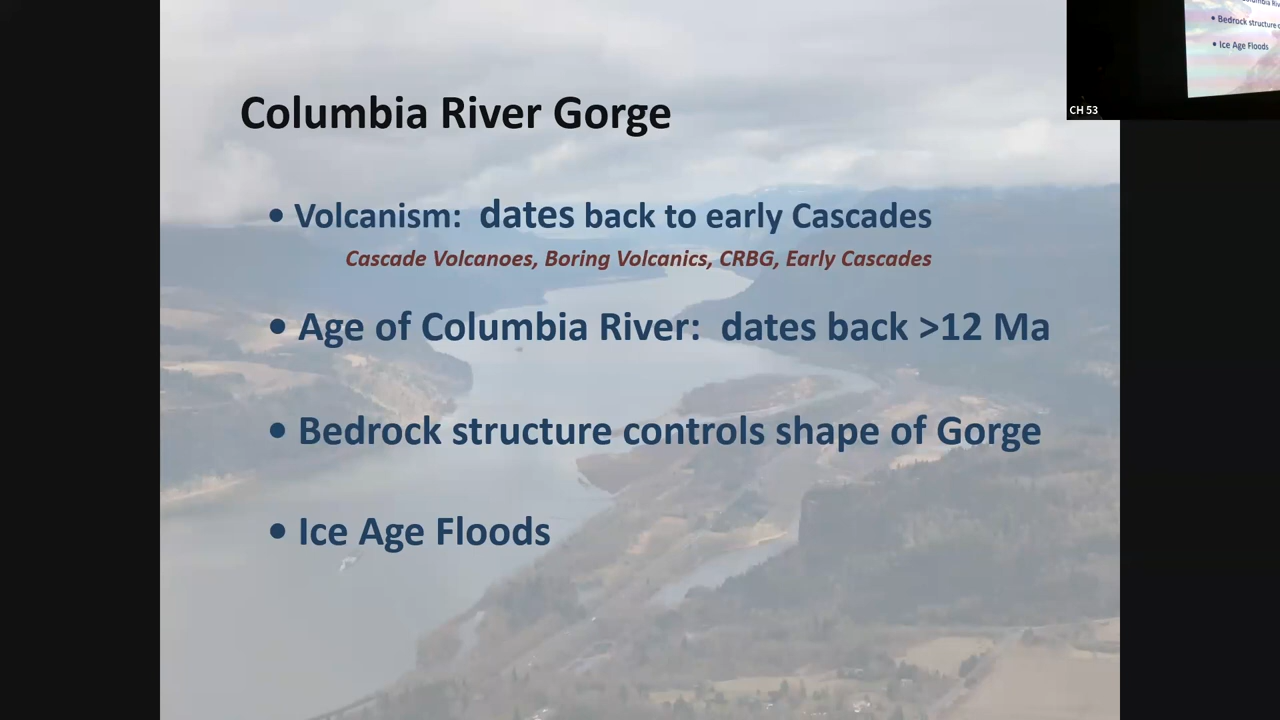 Columbia River Gorge
• Volcanism: dates back to early Cascades
Cascade Volcanoes, Boring Volcanics, CRBG, Early Cascades
• Age of Columbia River: dates back >12 Ma
• Bedrock structure controls shape of Gorge
• Ice Age Floods
• Bedrock structure
• Ice Age Floods
CH 53